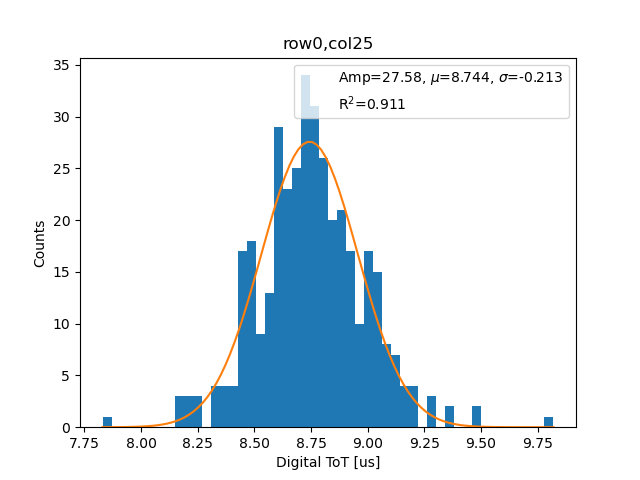 row0,col25
Amp=27.58, μ=8.744, σ=-0.213
R²=0.911
35
30
25
20
15
10
5
0
Counts
7.75 8.00 8.25 8.50 8.75 9.00 9.25 9.50 9.75
Digital ToT [us]